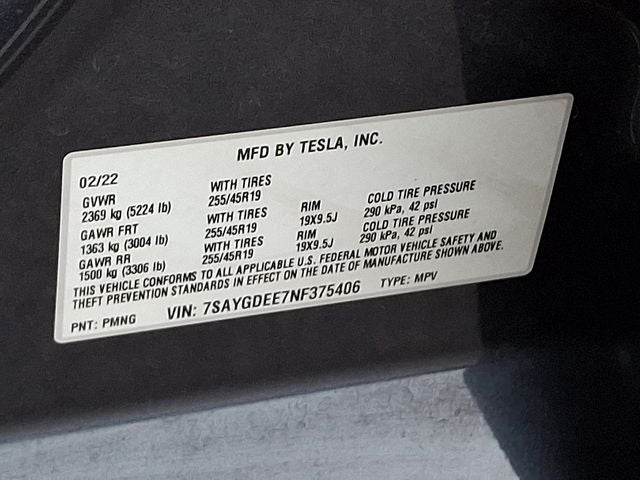 MFD BY TESLA, INC.
02/22
GVWR WITH TIRES
2369 kg (5224 lb) 255/45R19 RIM COLD TIRE PRESSURE
GAWR FRT WITH TIRES 19X9.5J 290 kPa, 42 psi
1363 kg (3004 lb) 255/45R19 RIM COLD TIRE PRESSURE
GAWR RR WITH TIRES 19X9.5J 290 kPa, 42 psi
1500 kg (3306 lb) 255/45R19
THIS VEHICLE CONFORMS TO ALL APPLICABLE U.S. FEDERAL MOTOR VEHICLE SAFETY AND
THEFT PREVENTION STANDARDS IN EFFECT ON THE DATE OF MANUFACTURE SHOWN ABOVE.
PNT: PMNG VIN: 7SAYGDEE7NF375406 TYPE: MPV